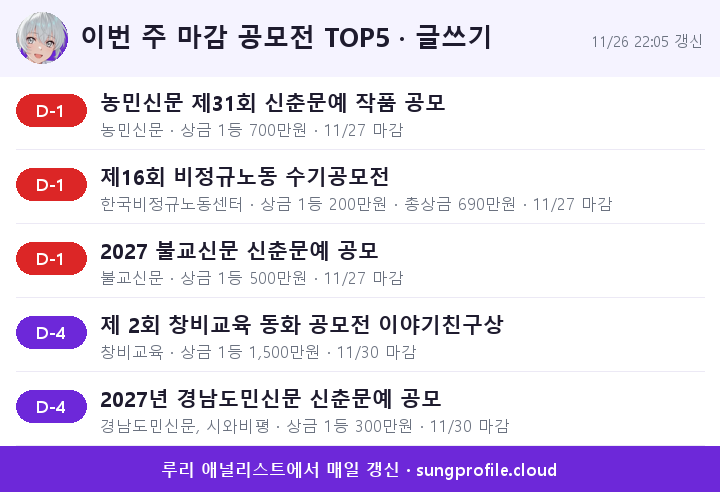 이번 주 마감 공모전 TOP5 · 글쓰기
11/26 22:05 갱신
D-1
농민신문 제31회 신춘문예 작품 공모
농민신문 · 상금 1등 700만원 · 11/27 마감
D-1
제16회 비정규노동 수기공모전
한국비정규노동센터 · 상금 1등 200만원 · 총상금 690만원 · 11/27 마감
D-1
2027 불교신문 신춘문예 공모
불교신문 · 상금 1등 500만원 · 11/27 마감
D-4
제 2회 창비교육 동화 공모전 이야기친구상
창비교육 · 상금 1등 1,500만원 · 11/30 마감
D-4
2027년 경남도민신문 신춘문예 공모
경남도민신문, 시와비평 · 상금 1등 300만원 · 11/30 마감
루리 애널리스트에서 매일 갱신 · sungprofile.cloud